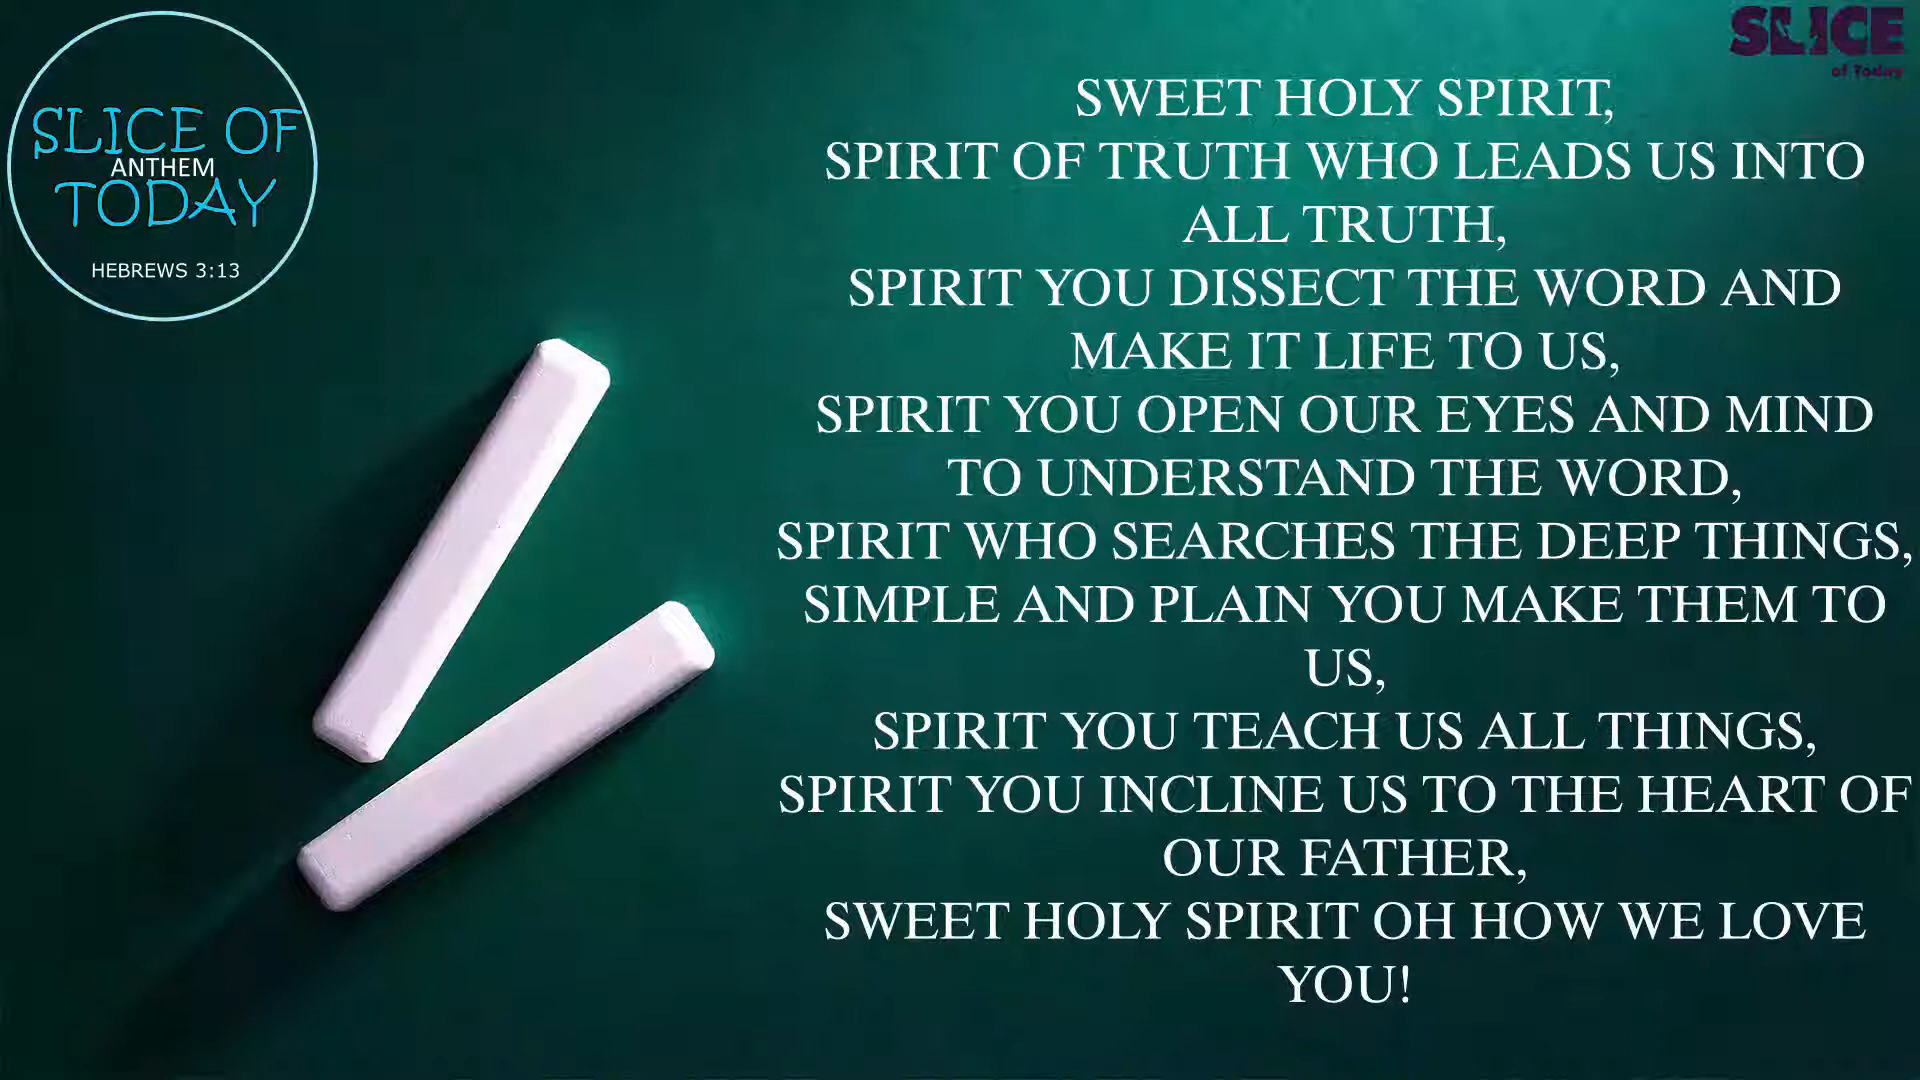 SLICE OF
ANTHEM
TODAY
HEBREWS 3:13
SLICE
of Today
SWEET HOLY SPIRIT,
SPIRIT OF TRUTH WHO LEADS US INTO
ALL TRUTH,
SPIRIT YOU DISSECT THE WORD AND
MAKE IT LIFE TO US,
SPIRIT YOU OPEN OUR EYES AND MIND
TO UNDERSTAND THE WORD,
SPIRIT WHO SEARCHES THE DEEP THINGS,
SIMPLE AND PLAIN YOU MAKE THEM TO
US,
SPIRIT YOU TEACH US ALL THINGS,
SPIRIT YOU INCLINE US TO THE HEART OF
OUR FATHER,
SWEET HOLY SPIRIT OH HOW WE LOVE
YOU!